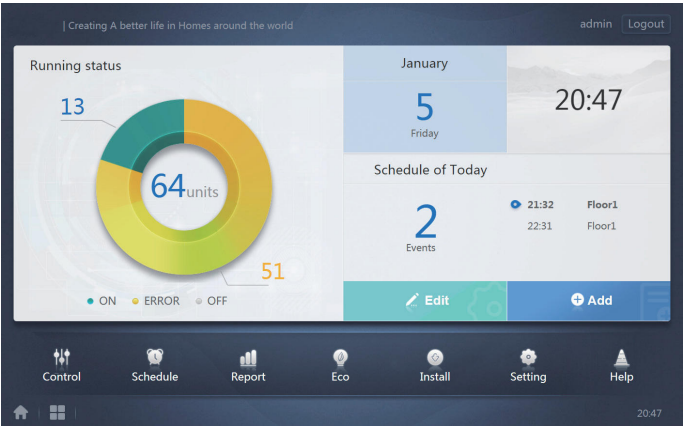 | Creating A better life in Homes around the world
admin Logout
Running status
13
64 units
51
ON ERROR OFF
January
5
Friday
20:47
Schedule of Today
2
Events
21:32 Floor1
22:31 Floor1
Edit
Add
Control Schedule Report Eco Install Setting Help
20:47